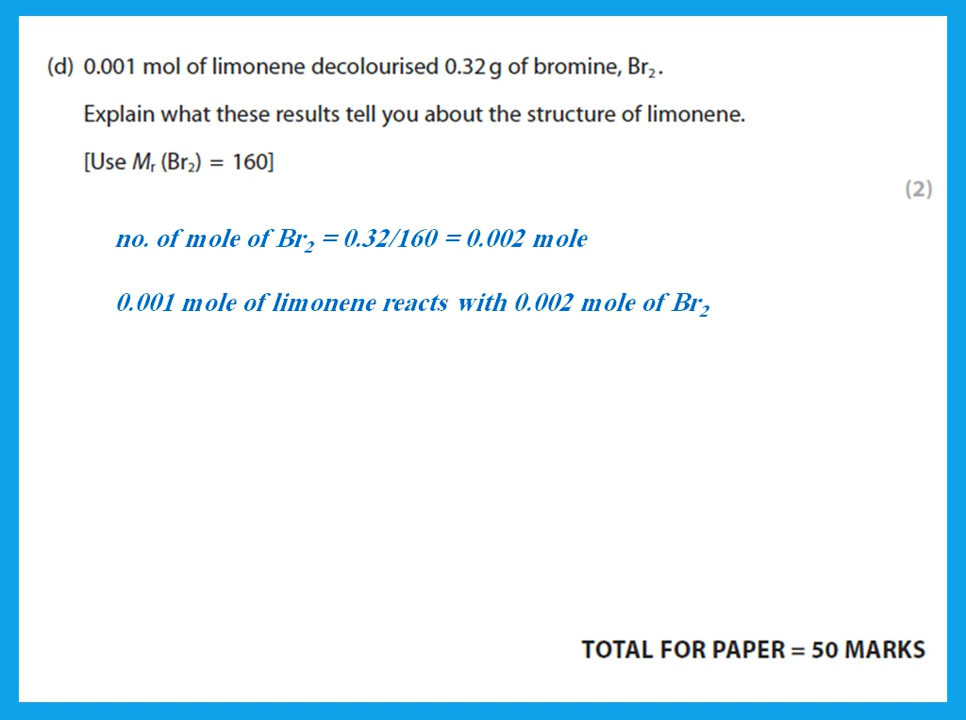 (d) 0.001 mol of limonene decolourised 0.32 g of bromine, Br₂.
Explain what these results tell you about the structure of limonene.
[Use Mᵣ (Br₂) = 160]
(2)
no. of mole of Br₂ = 0.32/160 = 0.002 mole
0.001 mole of limonene reacts with 0.002 mole of Br₂
TOTAL FOR PAPER = 50 MARKS